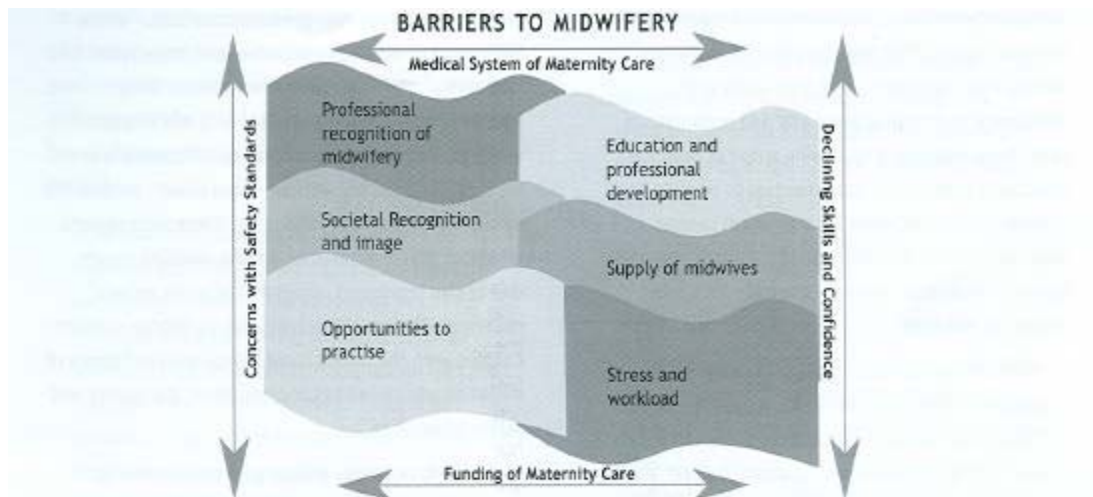 BARRIERS TO MIDWIFERY
Medical System of Maternity Care
Concerns with Safety Standards
Professional
recognition of
midwifery
Societal Recognition
and image
Opportunities to
practise
Education and
professional
development
Supply of midwives
Stress and
workload
Declining Skills and Confidence
Funding of Maternity Care